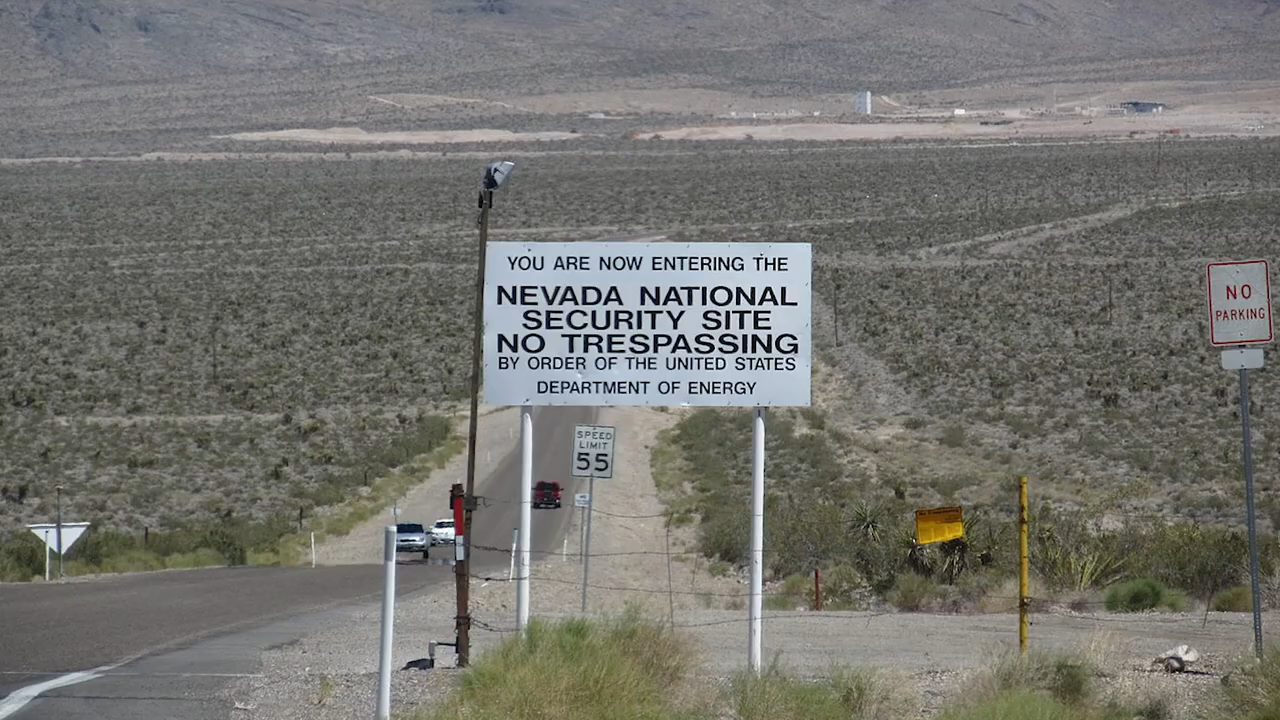 YOU ARE NOW ENTERING THE
NEVADA NATIONAL
SECURITY SITE
NO TRESPASSING
BY ORDER OF THE UNITED STATES
DEPARTMENT OF ENERGY
SPEED
LIMIT
55
NO
PARKING